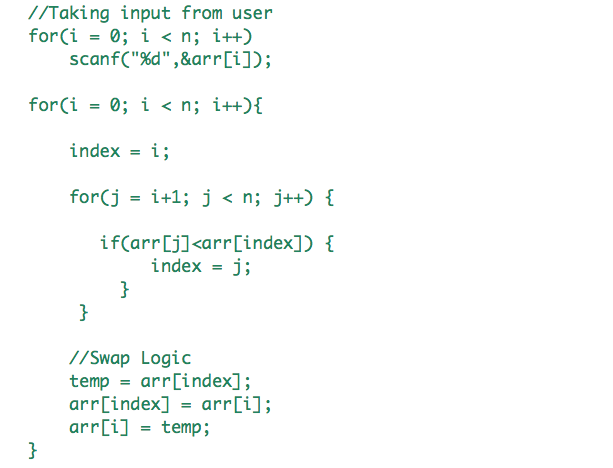 //Taking input from user
for(i = 0; i < n; i++)
scanf("%d",&arr[i]);
for(i = 0; i < n; i++){
index = i;
for(j = i+1; j < n; j++) {
if(arr[j]<arr[index]) {
index = j;
}
}
//Swap Logic
temp = arr[index];
arr[index] = arr[i];
arr[i] = temp;
}